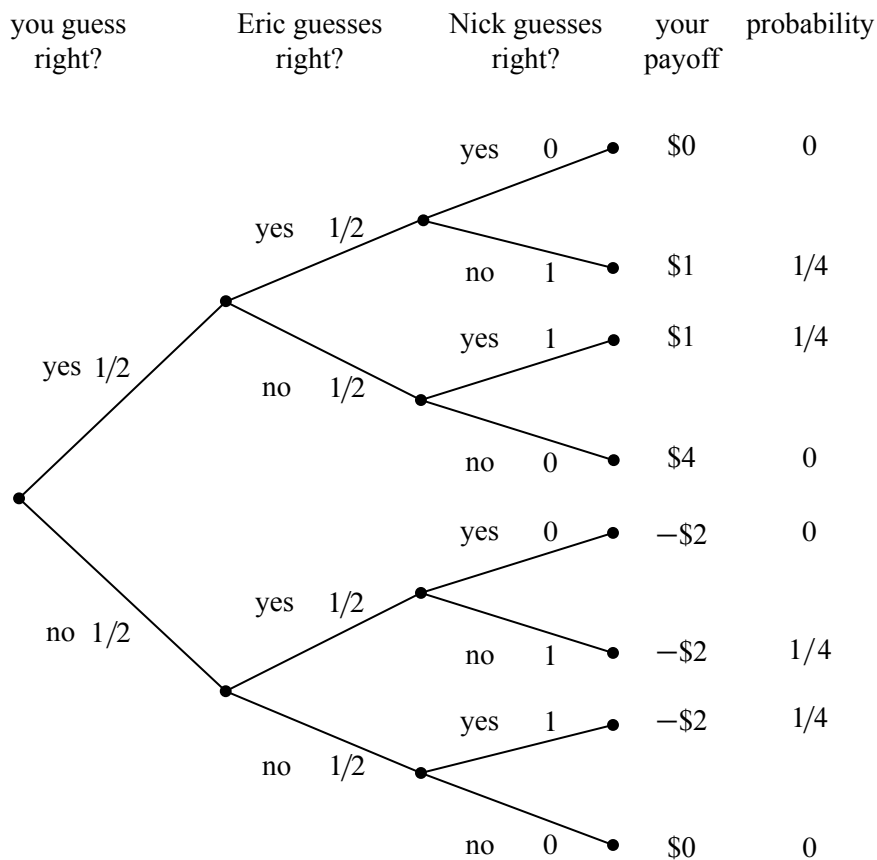 you guess right?
Eric guesses right?
Nick guesses right?
your payoff
probability
yes 0 $0 0
yes 1/2
no 1 $1 1/4
yes 1 $1 1/4
yes 1/2
no 1/2
no 0 $4 0
yes 0 −$2 0
yes 1/2
no 1/2
no 1 −$2 1/4
yes 1 −$2 1/4
no 1/2
no 0 $0 0